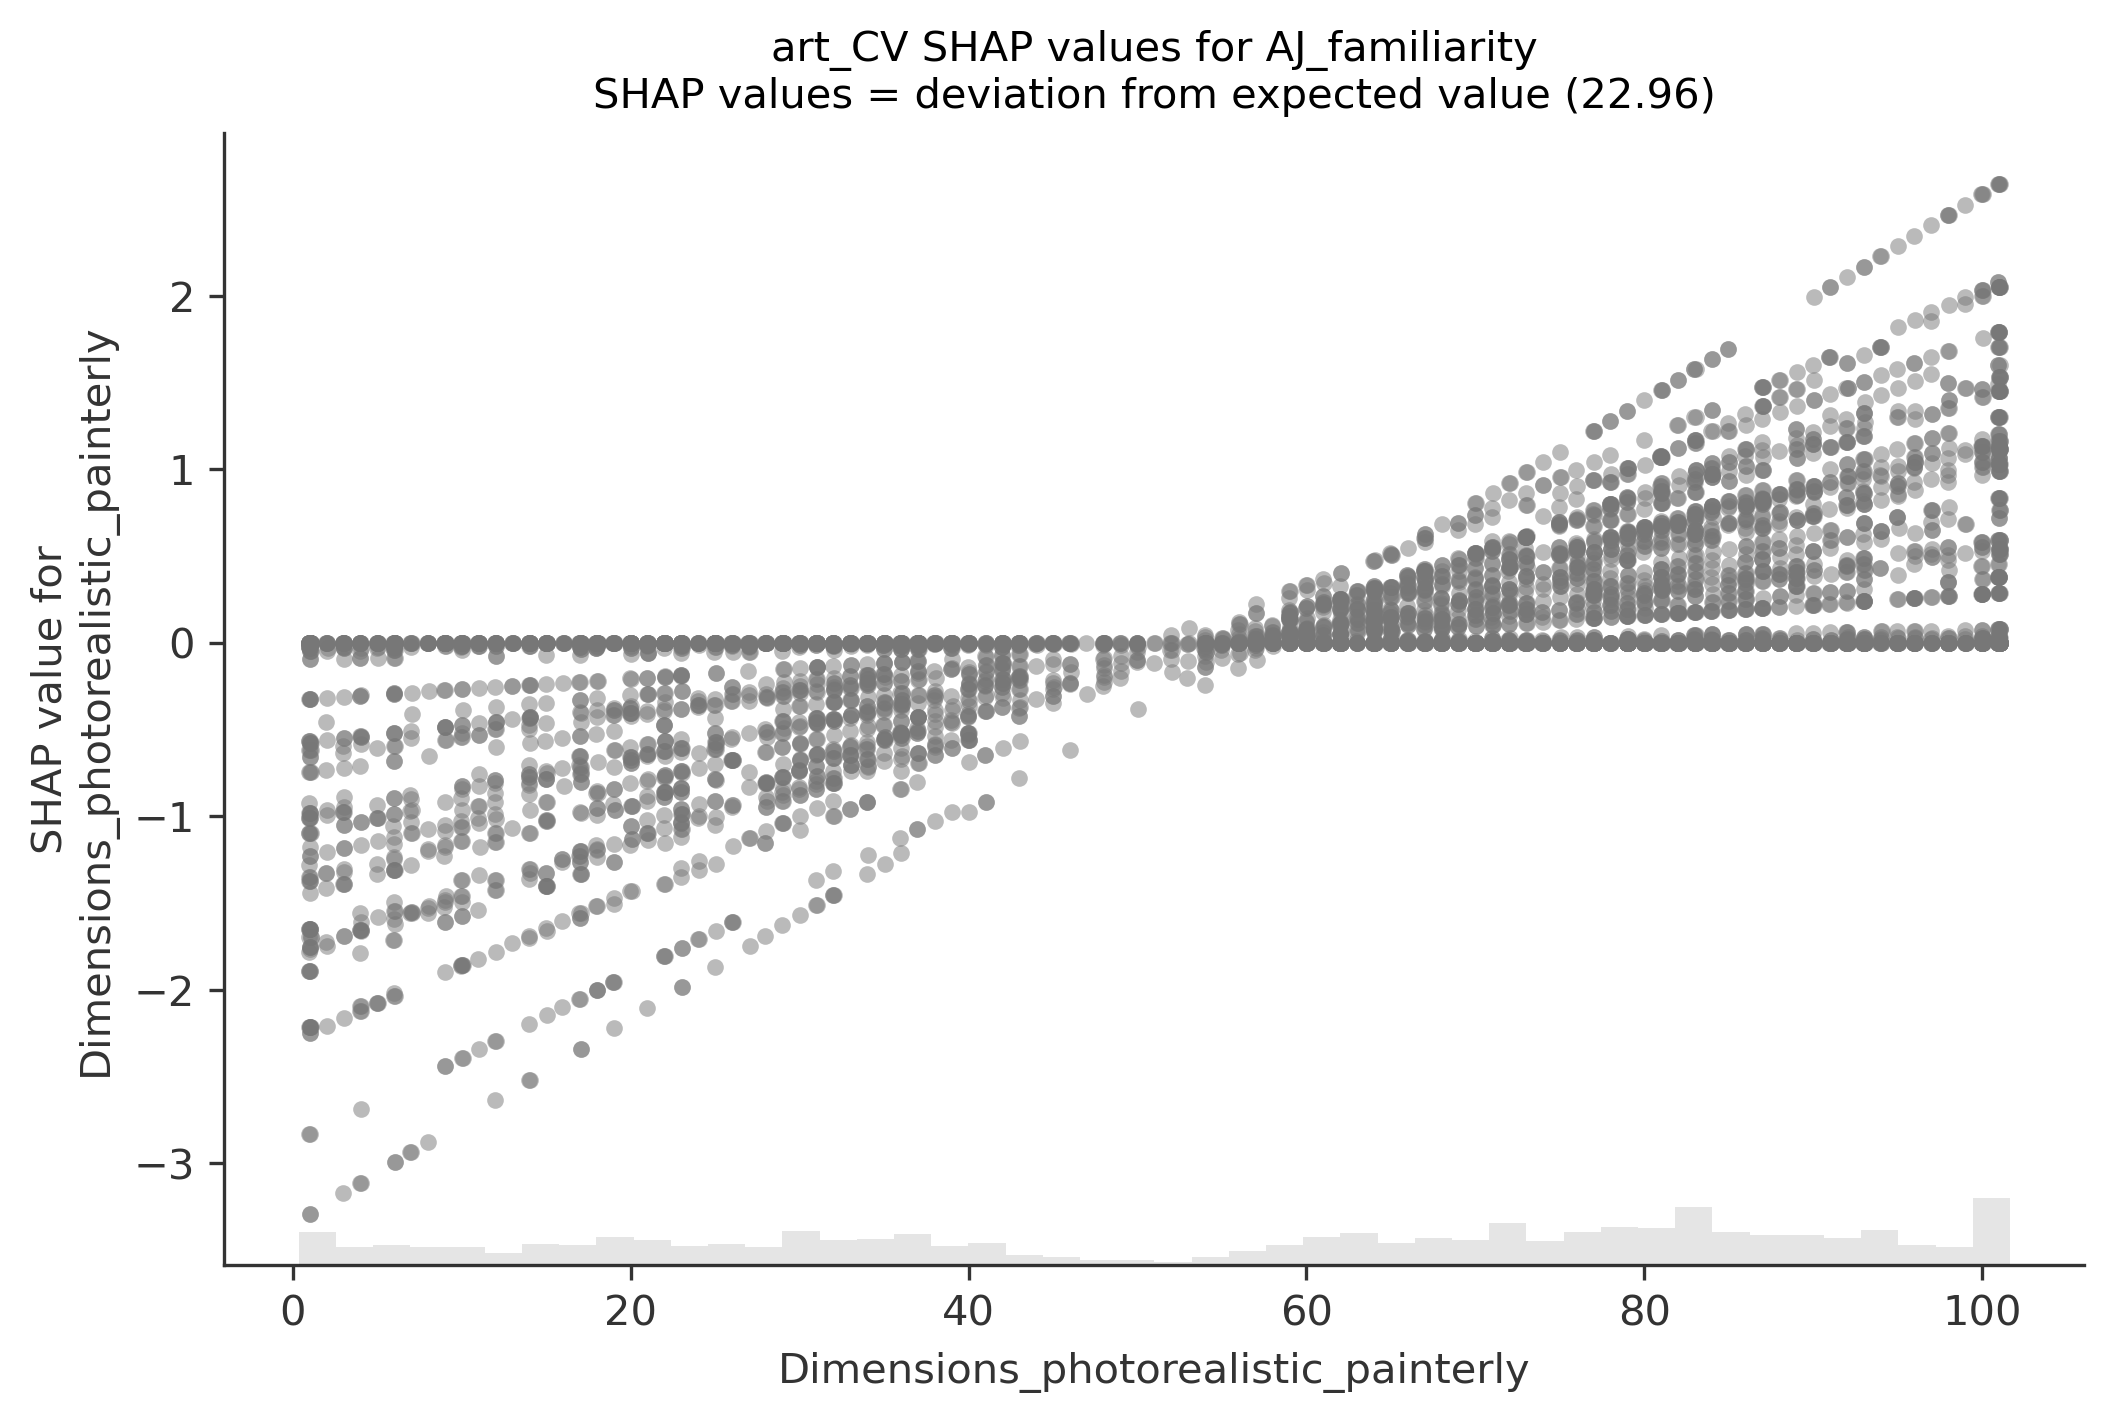 art_CV SHAP values for AJ_familiarity
SHAP values = deviation from expected value (22.96)
SHAP value for
Dimensions_photorealistic_painterly
2
1
0
−1
−2
−3
0
20
40
60
80
100
Dimensions_photorealistic_painterly